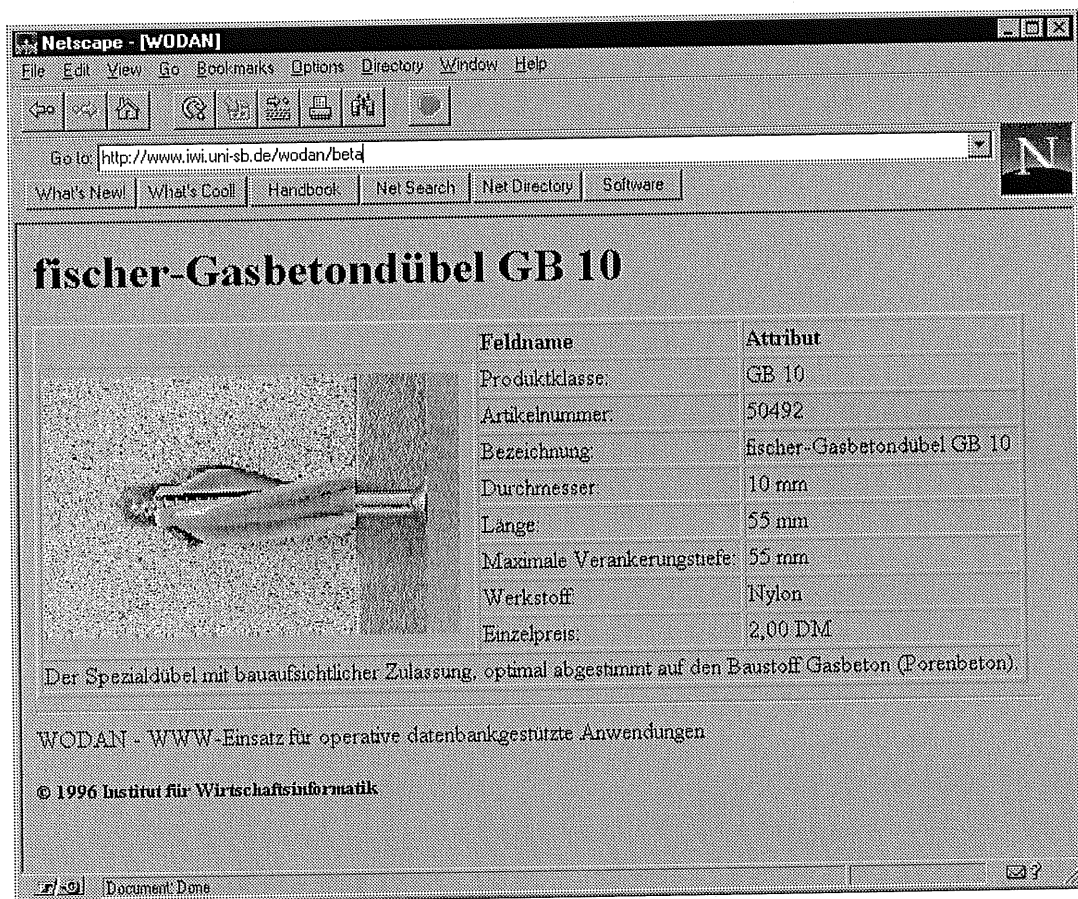 Netscape - [WODAN]
File Edit View Go Bookmarks Options Directory Window Help
Go to: http://www.iwi.uni-sb.de/wodan/beta
N
What's New! What's Cool! Handbook Net Search Net Directory Software
fischer-Gasbetondübel GB 10
Feldname Attribut
Produktklasse: GB 10
Artikelnummer: 50492
Bezeichnung: fischer-Gasbetondübel GB 10
Durchmesser: 10 mm
Länge: 55 mm
Maximale Verankerungstiefe: 55 mm
Werkstoff: Nylon
Einzelpreis: 2,00 DM
Der Spezialdübel mit bauaufsichtlicher Zulassung, optimal abgestimmt auf den Baustoff Gasbeton (Porenbeton).
WODAN - WWW-Einsatz für operative datenbankgestützte Anwendungen
© 1996 Institut für Wirtschaftsinformatik
Document: Done
?